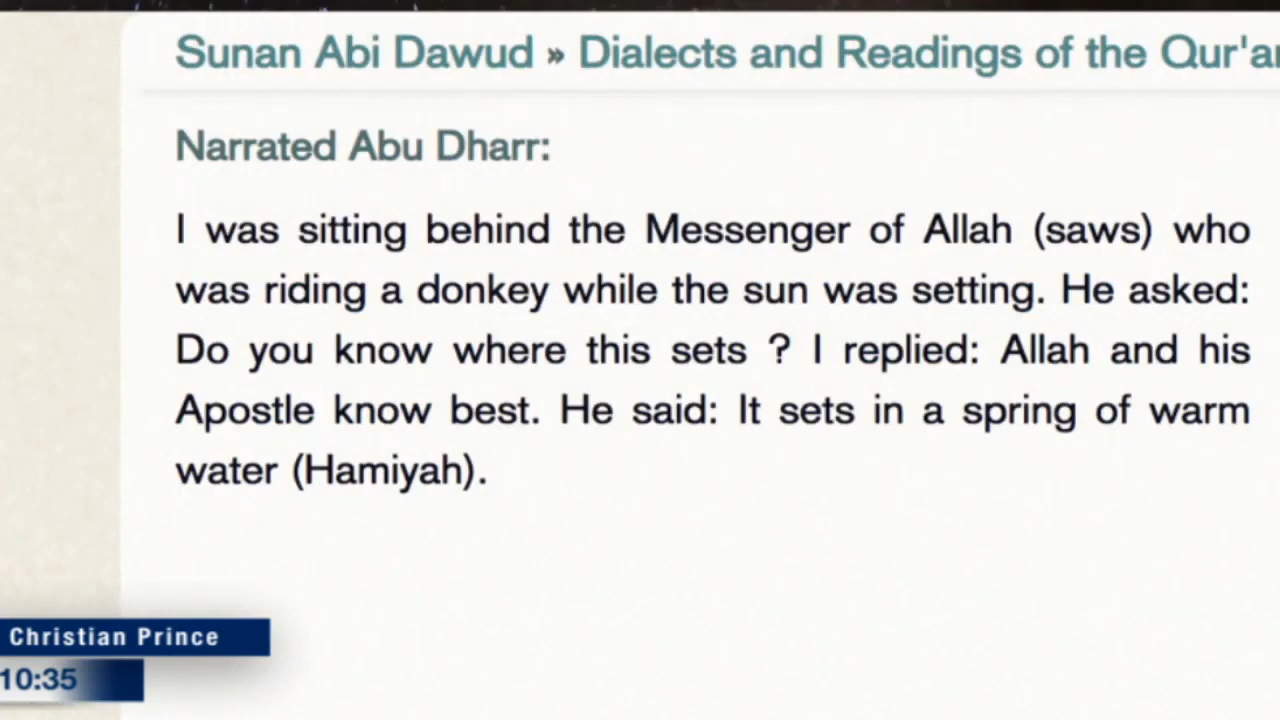 Sunan Abi Dawud » Dialects and Readings of the Qur'a
Narrated Abu Dharr:
I was sitting behind the Messenger of Allah (saws) who
was riding a donkey while the sun was setting. He asked:
Do you know where this sets ? I replied: Allah and his
Apostle know best. He said: It sets in a spring of warm
water (Hamiyah).
Christian Prince
10:35